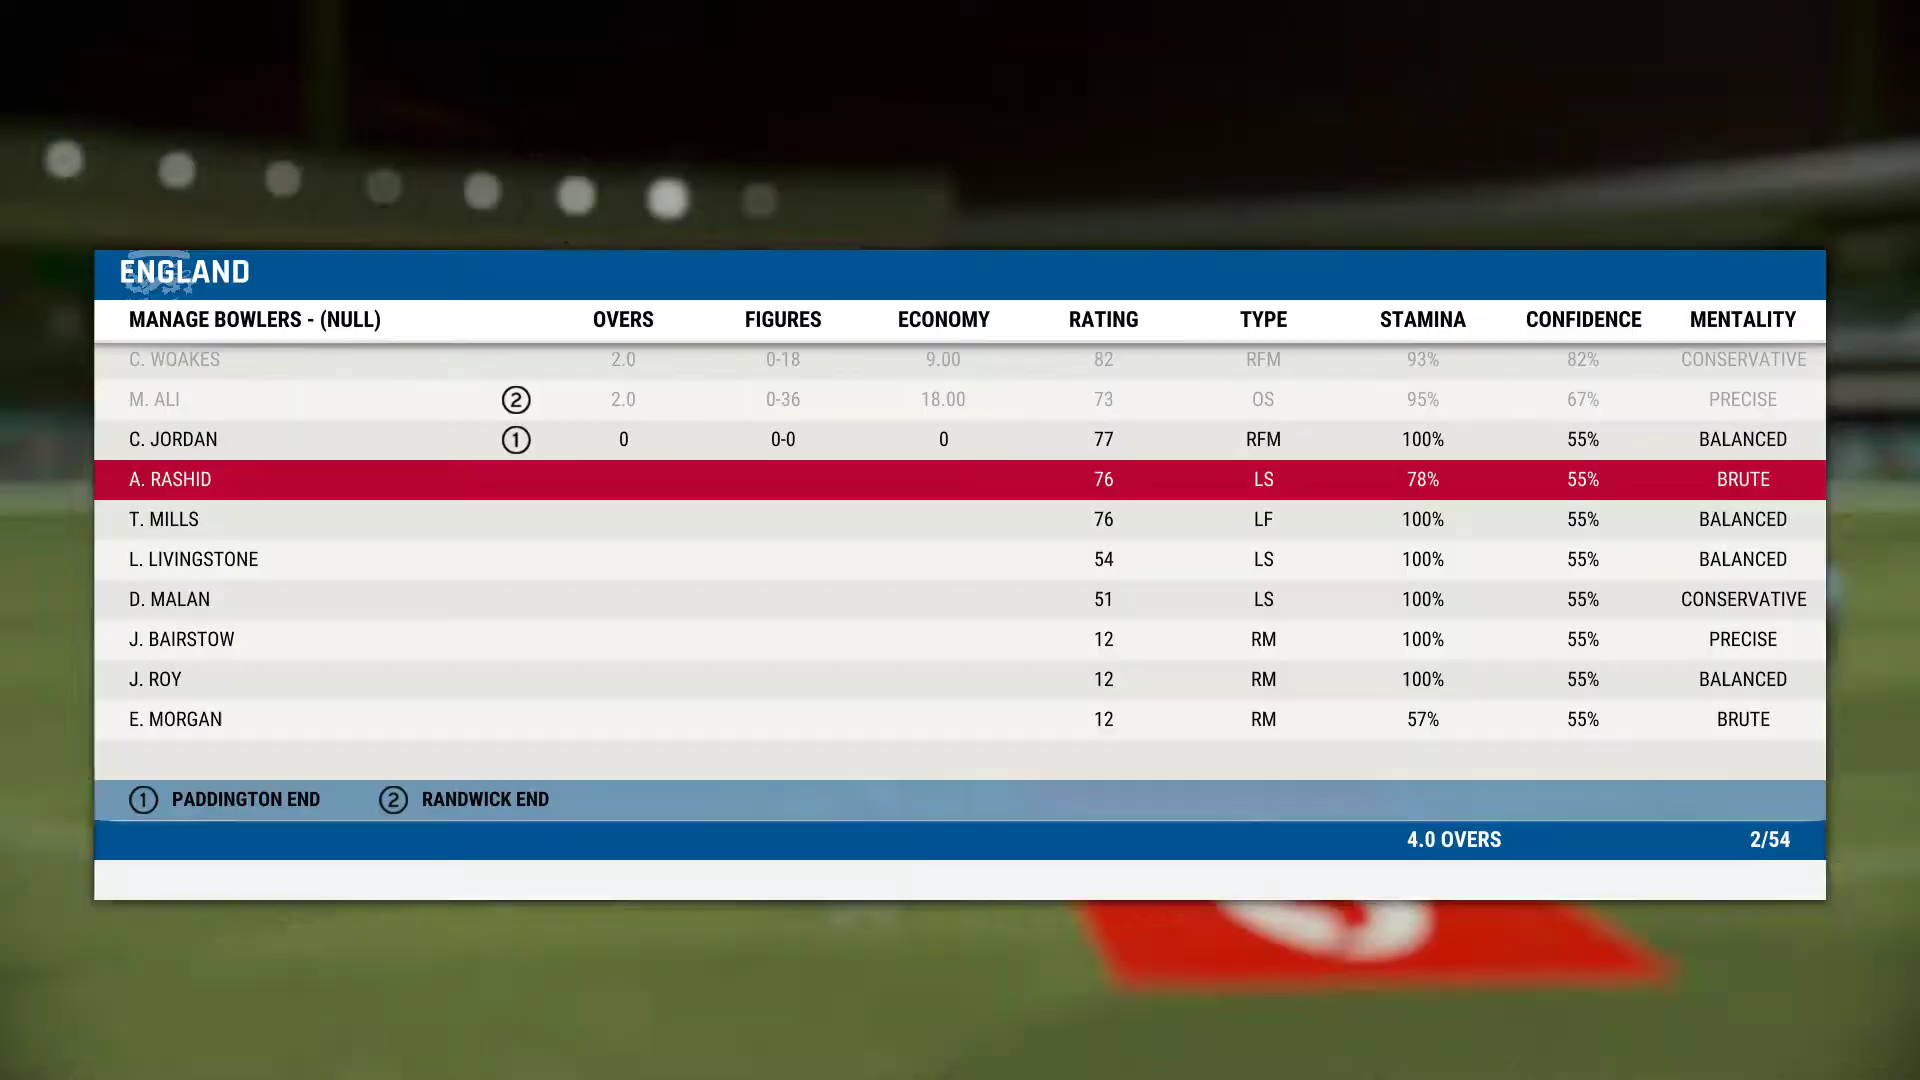 ENGLAND
MANAGE BOWLERS - (NULL) OVERS FIGURES ECONOMY RATING TYPE STAMINA CONFIDENCE MENTALITY
C. WOAKES 2.0 0-18 9.00 82 RFM 93% 82% CONSERVATIVE
M. ALI 2 2.0 0-36 18.00 73 OS 95% 67% PRECISE
C. JORDAN 1 0 0-0 0 77 RFM 100% 55% BALANCED
A. RASHID 76 LS 78% 55% BRUTE
T. MILLS 76 LF 100% 55% BALANCED
L. LIVINGSTONE 54 LS 100% 55% BALANCED
D. MALAN 51 LS 100% 55% CONSERVATIVE
J. BAIRSTOW 12 RM 100% 55% PRECISE
J. ROY 12 RM 100% 55% BALANCED
E. MORGAN 12 RM 57% 55% BRUTE
1 PADDINGTON END 2 RANDWICK END
4.0 OVERS 2/54